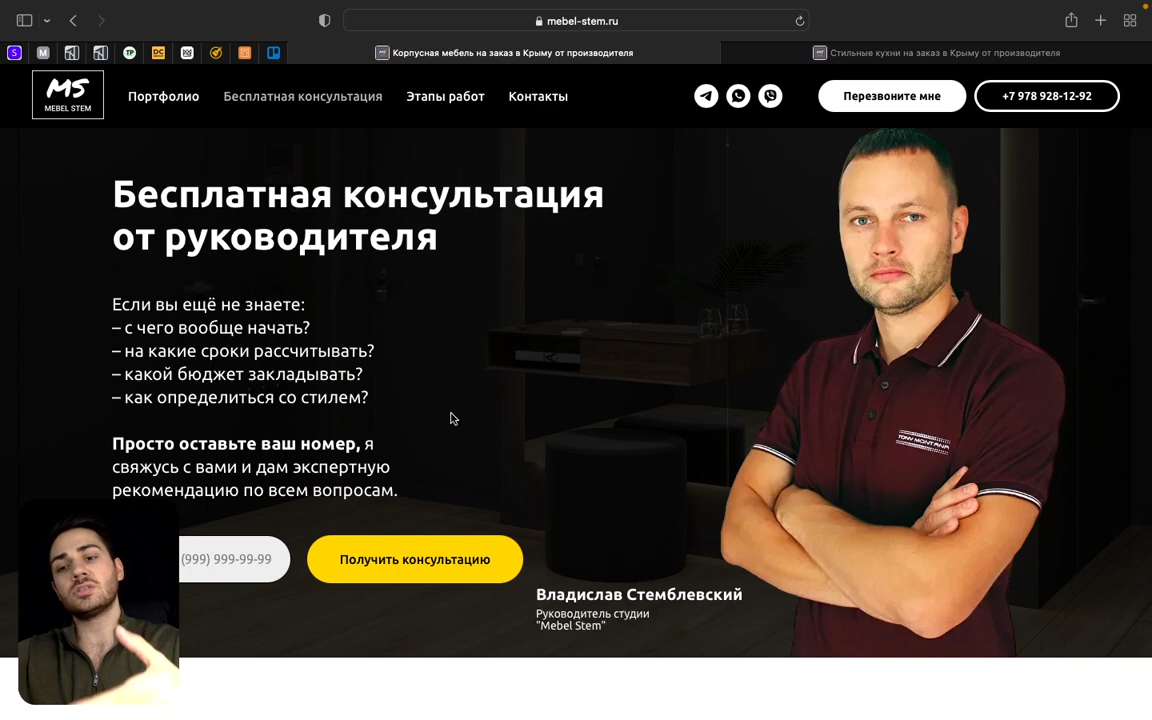 mebel-stem.ru
S
M
TP
DC
Корпусная мебель на заказ в Крыму от производителя
Стильные кухни на заказ в Крыму от производителя
MS
MEBEL STEM
Портфолио
Бесплатная консультация
Этапы работ
Контакты
Перезвоните мне
+7 978 928-12-92
Бесплатная консультация
от руководителя
Если вы ещё не знаете:
– с чего вообще начать?
– на какие сроки рассчитывать?
– какой бюджет закладывать?
– как определиться со стилем?
Просто оставьте ваш номер, я
свяжусь с вами и дам экспертную
рекомендацию по всем вопросам.
TONY MONTANA
(999) 999-99-99
Получить консультацию
Владислав Стемблевский
Руководитель студии
"Mebel Stem"